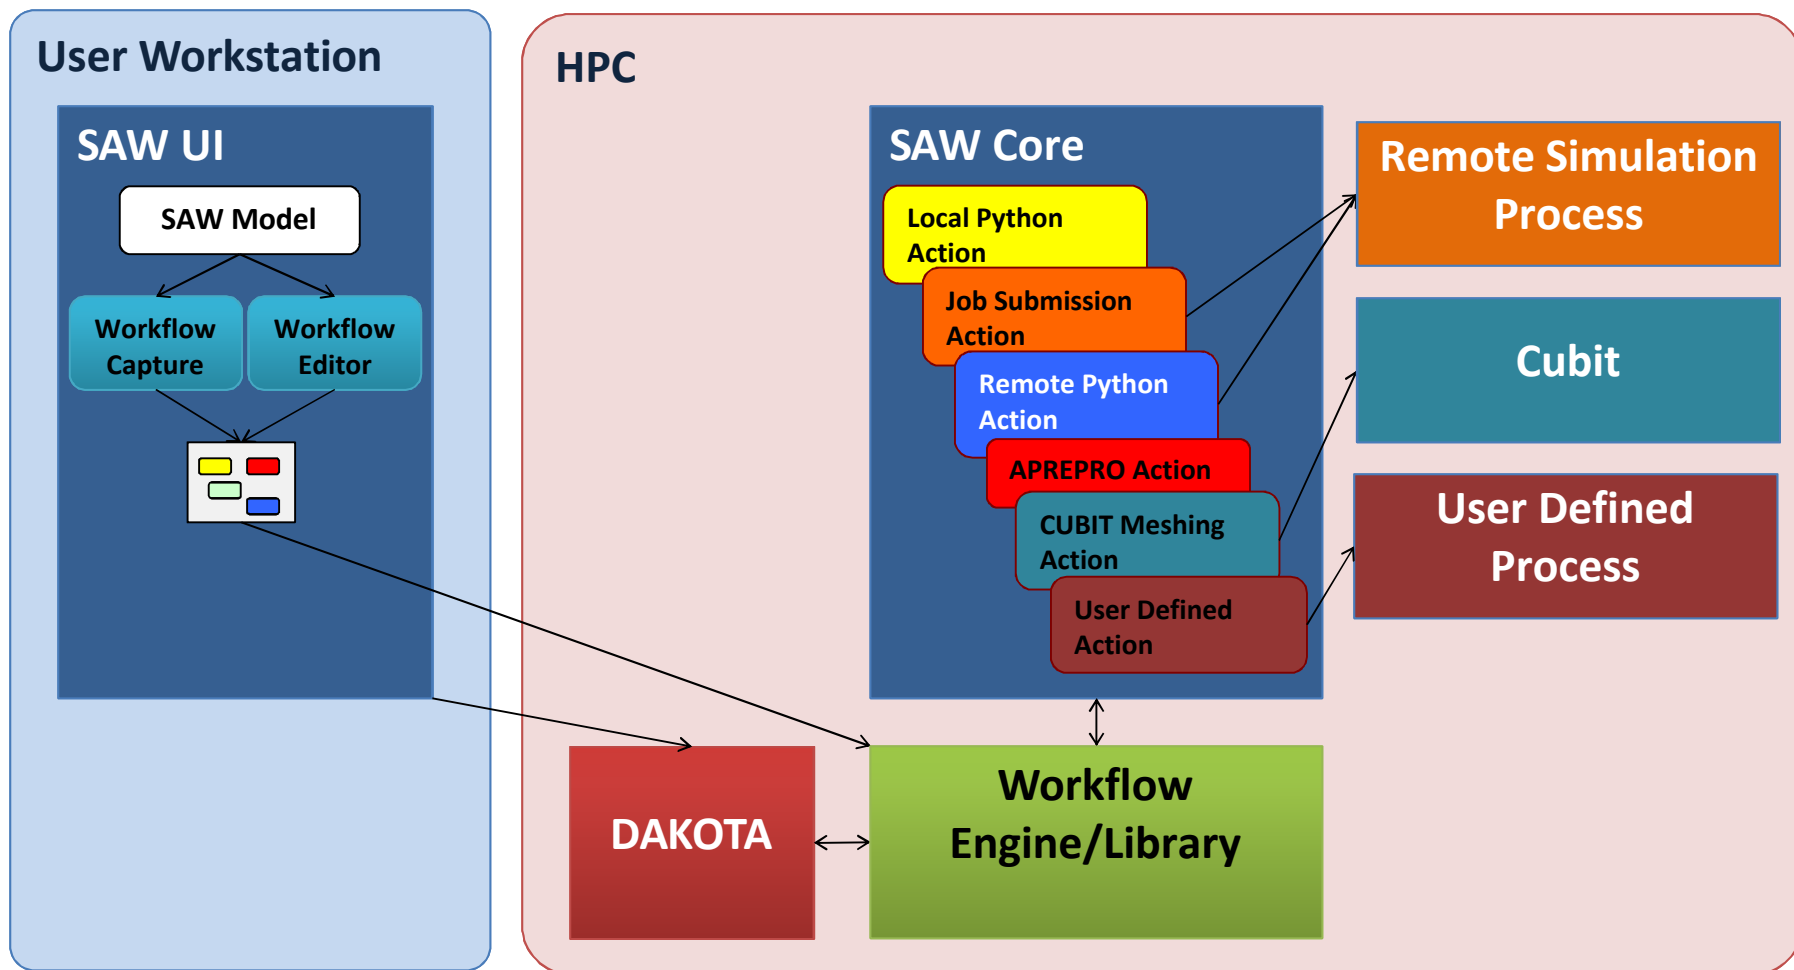 User Workstation
SAW UI
SAW Model
Workflow
Capture
Workflow
Editor
HPC
SAW Core
Local Python
Action
Job Submission
Action
Remote Python
Action
APREPRO Action
CUBIT Meshing
Action
User Defined
Action
Remote Simulation
Process
Cubit
User Defined
Process
DAKOTA
Workflow
Engine/Library